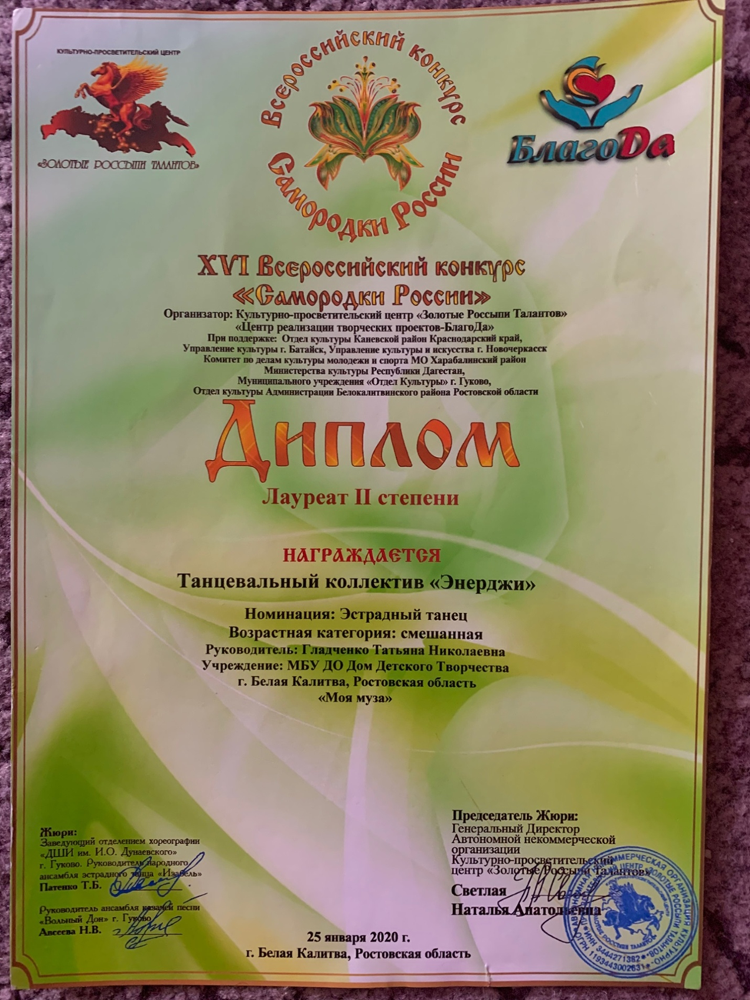 КУЛЬТУРНО-ПРОСВЕТИТЕЛЬСКИЙ ЦЕНТР
«ЗОЛОТЫЕ РОССЫПИ ТАЛАНТОВ»
Всероссийский конкурс
Самородки России
БлагоДа
XVI Всероссийский конкурс
«Самородки России»
Организатор: Культурно-просветительский центр «Золотые Россыпи Талантов»
«Центр реализации творческих проектов-БлагоДа»
При поддержке: Отдел культуры Каневской район Краснодарский край,
Управление культуры г. Батайск, Управление культуры и искусства г. Новочеркасск
Комитет по делам культуры молодежи и спорта МО Харабалинский район
Министерства культуры Республики Дагестан,
Муниципального учреждения «Отдел Культуры» г. Гуково,
Отдел культуры Администрации Белокалитвинского района Ростовской области
Диплом
Лауреат II степени
НАГРАЖДАЕТСЯ
Танцевальный коллектив «Энерджи»
Номинация: Эстрадный танец
Возрастная категория: смешанная
Руководитель: Гладченко Татьяна Николаевна
Учреждение: МБУ ДО Дом Детского Творчества
г. Белая Калитва, Ростовская область
«Моя муза»
Жюри:
Заведующий отделением хореографии
«ДШИ им. И.О. Дунаевского»
г. Гуково. Руководитель народного
ансамбля эстрадного танца «Изабель»
Патенко Т.Б.
Руководитель ансамбля казачей песни
«Вольный Дон» г. Гуково
Авсеева Н.В.
Председатель Жюри:
Генеральный Директор
Автономной некоммерческой
организации
Культурно-просветительский
центр «Золотые Россыпи Талантов»
Светлая
Наталья Анатольевна
25 января 2020 г.
г. Белая Калитва, Ростовская область
ИНН 3444271382
ОГРН 1193443002631